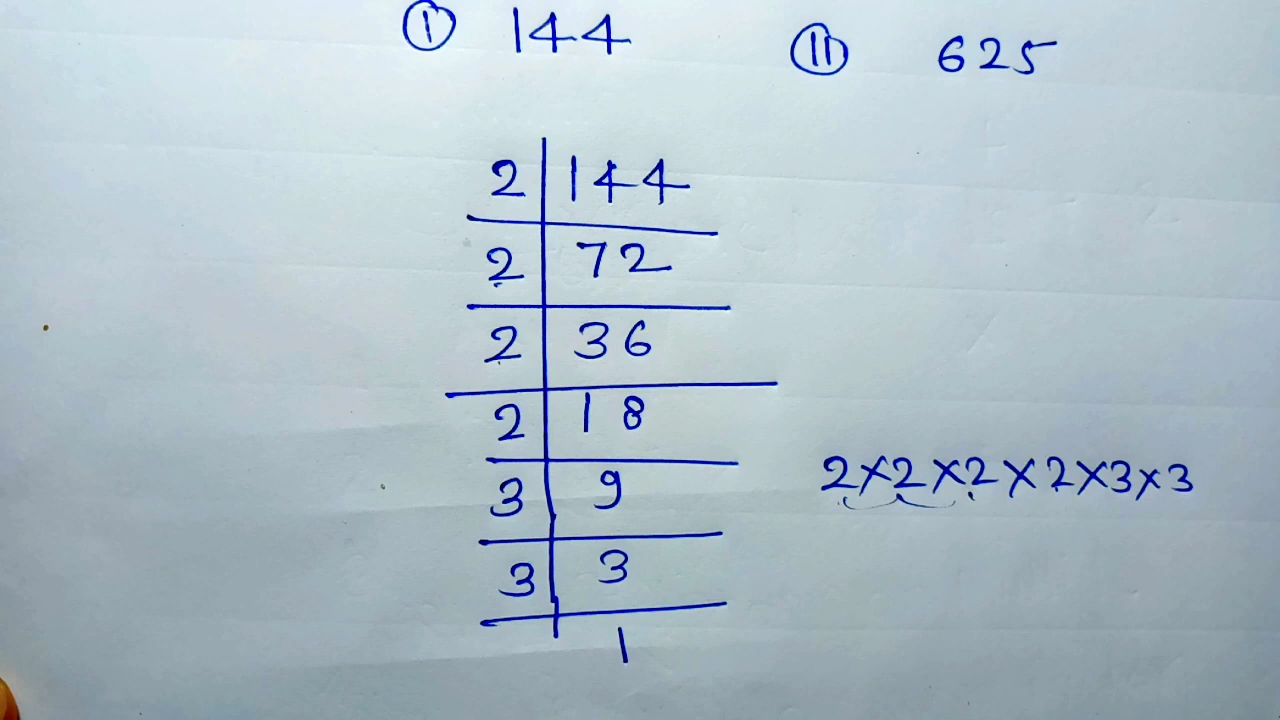 ① 144
⑪ 625
2 | 144
2 | 72
2 | 36
2 | 18
3 | 9
3 | 3
1
2×2×2×2×3×3